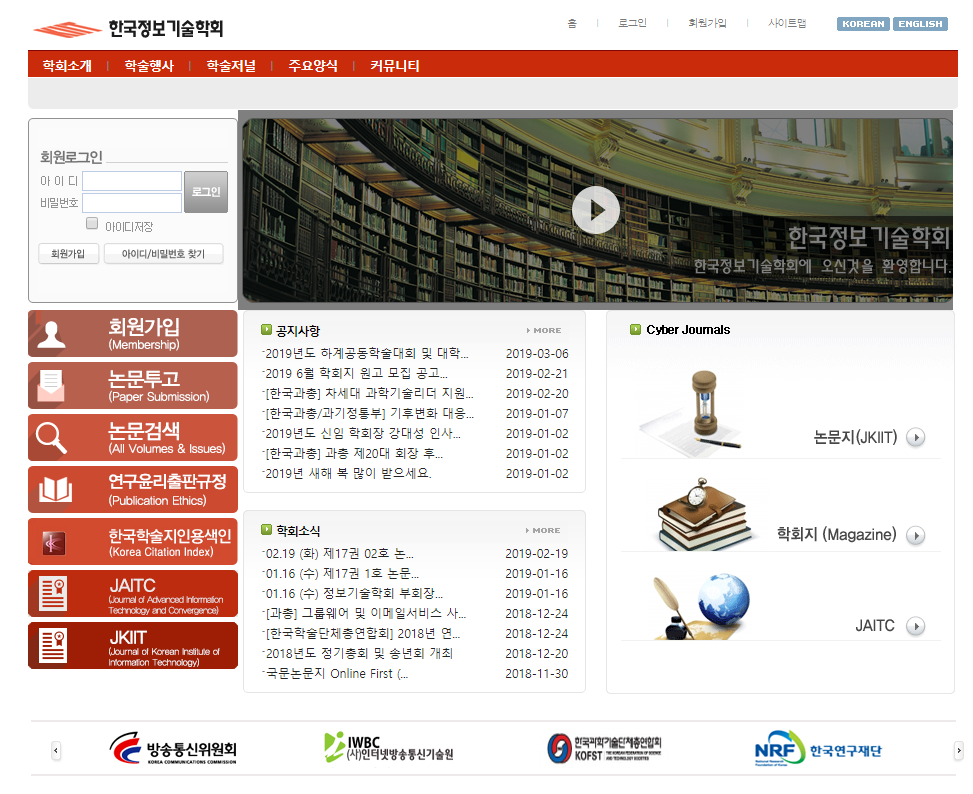 한국정보기술학회
홈
로그인
회원가입
사이트맵
KOREAN
ENGLISH
학회소개
학술행사
학술저널
주요양식
커뮤니티
회원로그인
아 이 디
비밀번호
로그인
아이디저장
회원가입
아이디/비밀번호 찾기
한국정보기술학회
한국정보기술학회에 오신것을 환영합니다.
회원가입
(Membership)
논문투고
(Paper Submission)
논문검색
(All Volumes & Issues)
연구윤리출판규정
(Publication Ethics)
한국학술지인용색인
(Korea Citation Index)
JAITC
(Journal of Advanced Information
Technology and Convergence)
JKIIT
(Journal of Korean Institute of
Information Technology)
공지사항
MORE
-2019년도 하계공동학술대회 및 대학... 2019-03-06
-2019 6월 학회지 원고 모집 공고... 2019-02-21
-[한국과총] 차세대 과학기술리더 지원... 2019-02-20
-[한국과총/과기정통부] 기후변화 대응... 2019-01-07
-2019년도 신임 학회장 강대성 인사... 2019-01-02
-[한국과총] 과총 제20대 회장 후... 2019-01-02
-2019년 새해 복 많이 받으세요. 2019-01-02
학회소식
MORE
-02.19 (화) 제17권 02호 논... 2019-02-19
-01.16 (수) 제17권 1호 논문... 2019-01-16
-01.16 (수) 정보기술학회 부회장... 2019-01-16
-[과총] 그룹웨어 및 이메일서비스 사... 2018-12-24
-[한국학술단체총연합회] 2018년 연... 2018-12-24
-2018년도 정기총회 및 송년회 개최 2018-12-20
-국문논문지 Online First (... 2018-11-30
Cyber Journals
논문지(JKIIT)
학회지 (Magazine)
JAITC
방송통신위원회
KOREA COMMUNICATIONS COMMISSION
IWBC
(사)인터넷방송통신기술원
한국과학기술단체총연합회
KOFST THE KOREAN FEDERATION OF SCIENCE
AND TECHNOLOGY SOCIETIES
NRF 한국연구재단
National Research
Foundation of Korea